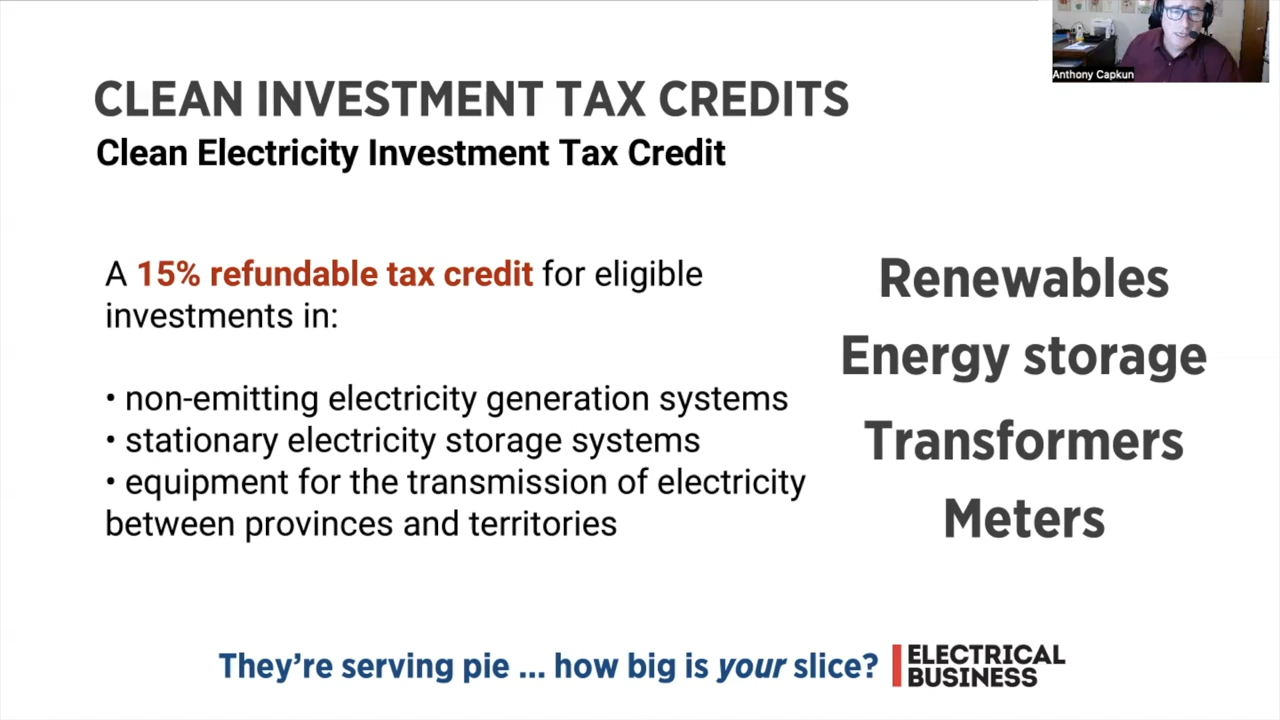 Anthony Capkun
CLEAN INVESTMENT TAX CREDITS
Clean Electricity Investment Tax Credit
A 15% refundable tax credit for eligible
investments in:
• non-emitting electricity generation systems
• stationary electricity storage systems
• equipment for the transmission of electricity
between provinces and territories
Renewables
Energy storage
Transformers
Meters
They’re serving pie ... how big is your slice?
ELECTRICAL
BUSINESS